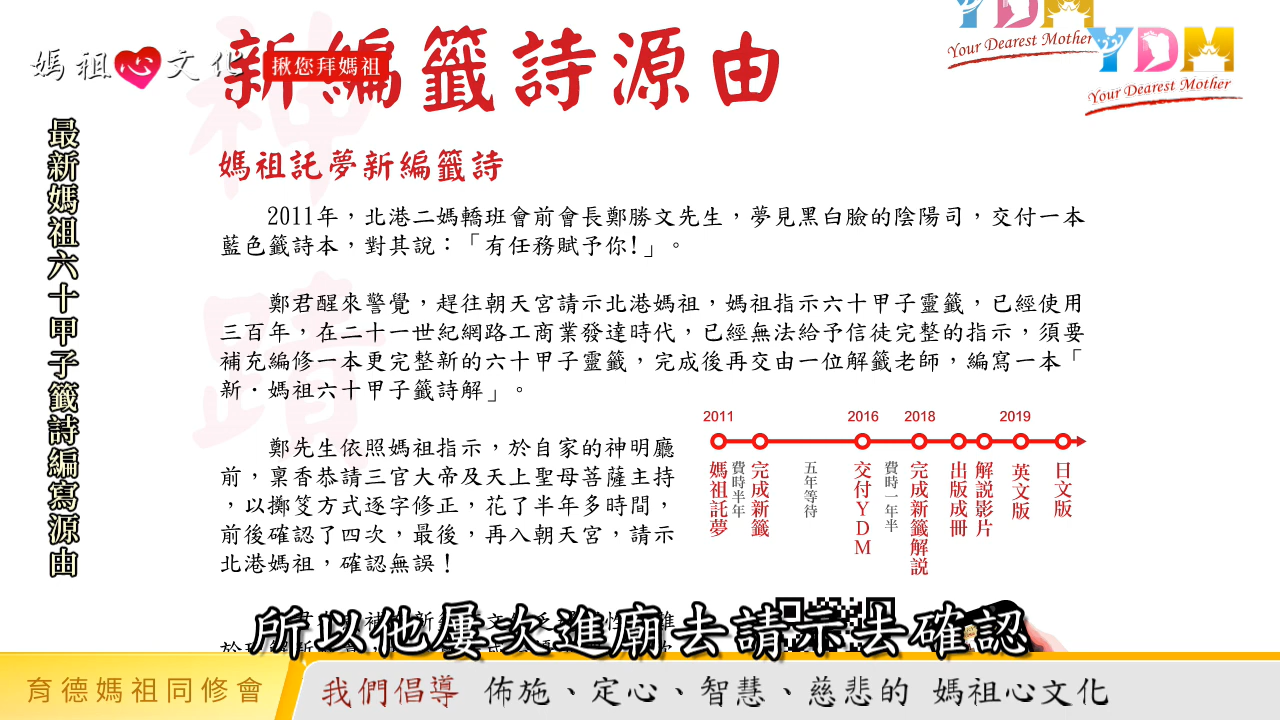 媽祖心文化
揪您拜媽祖
新編籤詩源由
YDM
Your Dearest Mother
YDM
Your Dearest Mother
神蹟
最新媽祖六十甲子籤詩編寫源由
媽祖託夢新編籤詩
2011年，北港二媽轎班會前會長鄭勝文先生，夢見黑白臉的陰陽司，交付一本
藍色籤詩本，對其說：「有任務賦予你!」。
鄭君醒來警覺，趕往朝天宮請示北港媽祖，媽祖指示六十甲子靈籤，已經使用
三百年，在二十一世紀網路工商業發達時代，已經無法給予信徒完整的指示，須要
補充編修一本更完整新的六十甲子靈籤，完成後再交由一位解籤老師，編寫一本「
新．媽祖六十甲子籤詩解」。
鄭先生依照媽祖指示，於自家的神明廳
前，稟香恭請三官大帝及天上聖母菩薩主持
，以擲筊方式逐字修正，花了半年多時間，
前後確認了四次，最後，再入朝天宮，請示
北港媽祖，確認無誤！
2011 2016 2018 2019
媽祖託夢
費時半年
完成新籤
五年等待
交付YDM
費時一年半
完成新籤解說
出版成冊
解說影片
英文版
日文版
所以他屢次進廟去請示去確認
育德媽祖同修會
我們倡導 佈施、定心、智慧、慈悲的 媽祖心文化